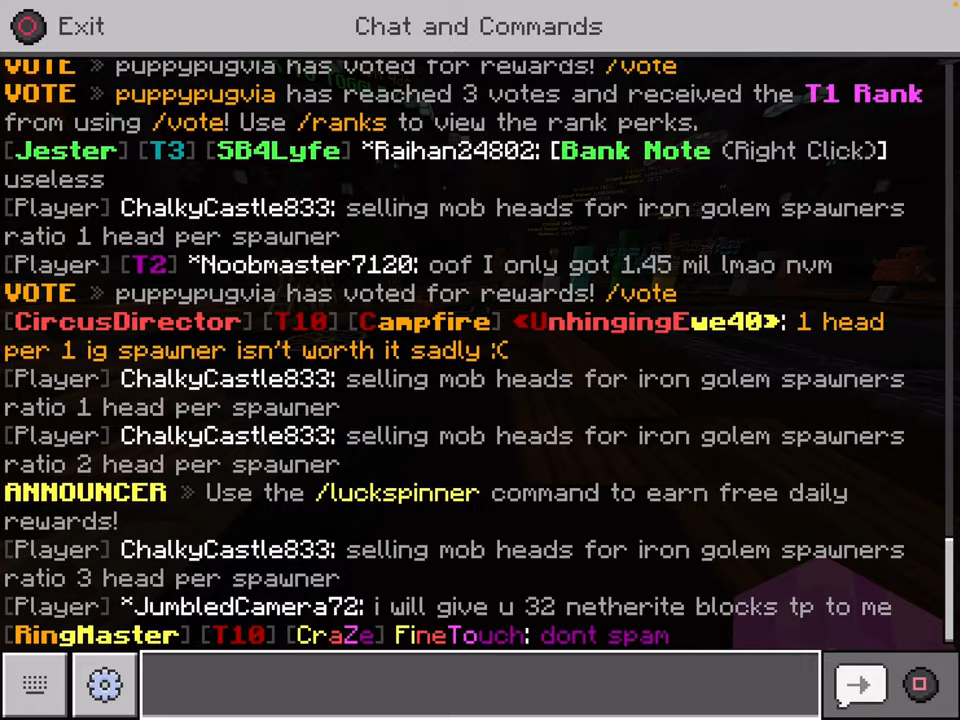 Exit
Chat and Commands
VOTE » puppypugvia has voted for rewards! /vote
VOTE » puppypugvia has reached 3 votes and received the T1 Rank
from using /vote! Use /ranks to view the rank perks.
[Jester] [T3] [SB4Lyfe] *Raihan24802: [Bank Note (Right Click)]
useless
[Player] ChalkyCastle833: selling mob heads for iron golem spawners
ratio 1 head per spawner
[Player] [T2] *Noobmaster7120: oof I only got 1.45 mil lmao nvm
VOTE » puppypugvia has voted for rewards! /vote
[CircusDirector] [T10] [Campfire] <UnhingingEwe40>: 1 head
per 1 ig spawner isn't worth it sadly :C
[Player] ChalkyCastle833: selling mob heads for iron golem spawners
ratio 1 head per spawner
[Player] ChalkyCastle833: selling mob heads for iron golem spawners
ratio 2 head per spawner
ANNOUNCER » Use the /luckspinner command to earn free daily
rewards!
[Player] ChalkyCastle833: selling mob heads for iron golem spawners
ratio 3 head per spawner
[Player] *JumbledCamera72: i will give u 32 netherite blocks tp to me
[RingMaster] [T10] [CraZe] FineTouch: dont spam